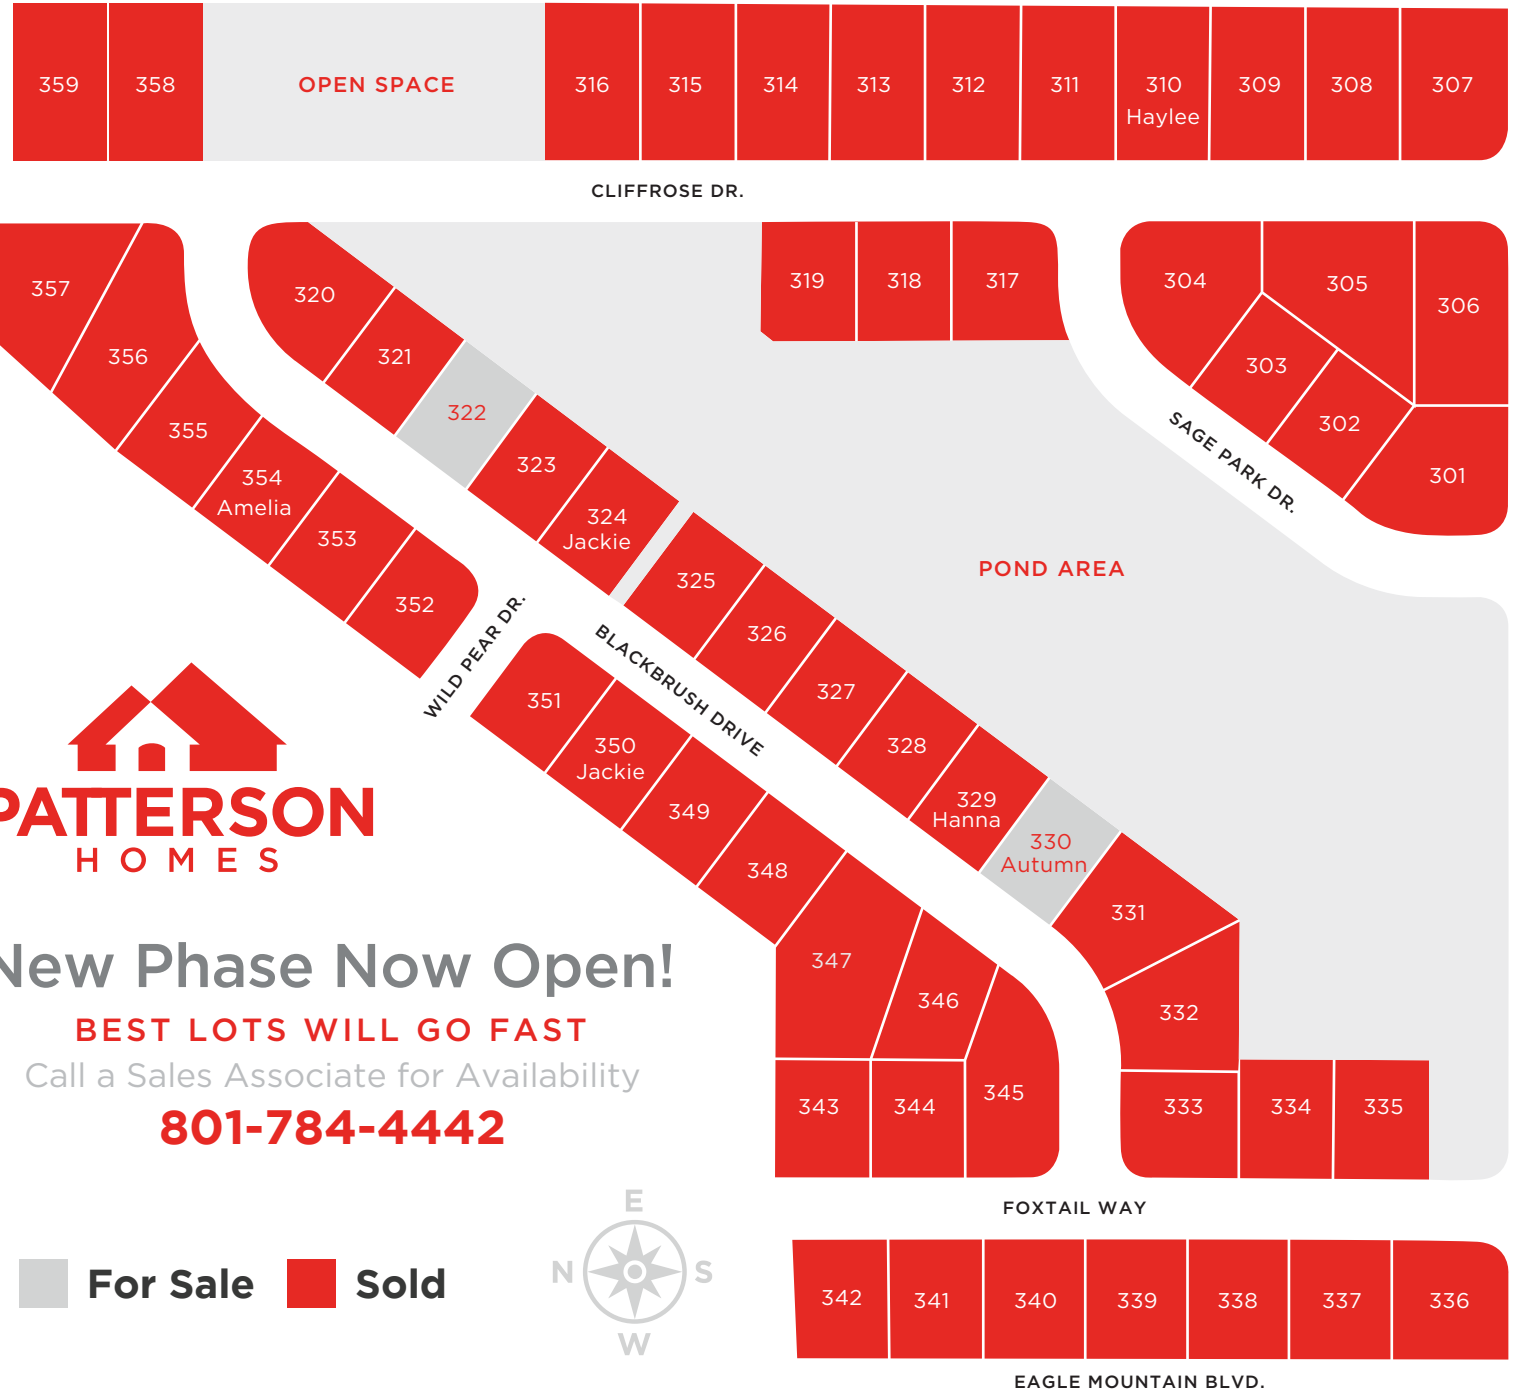 359
358
OPEN SPACE
316
315
314
313
312
311
310
Haylee
309
308
307
CLIFFROSE DR.
357
356
355
354
Amelia
353
352
320
321
322
323
324
Jackie
319
318
317
304
305
306
303
302
301
SAGE PARK DR.
POND AREA
325
326
327
328
329
Hanna
330
Autumn
331
332
333
334
335
WILD PEAR DR.
BLACKBRUSH DRIVE
351
350
Jackie
349
348
347
346
345
343
344
PATTERSON
HOMES
New Phase Now Open!
BEST LOTS WILL GO FAST
Call a Sales Associate for Availability
801-784-4442
For Sale
Sold
E
N
S
W
FOXTAIL WAY
342
341
340
339
338
337
336
EAGLE MOUNTAIN BLVD.